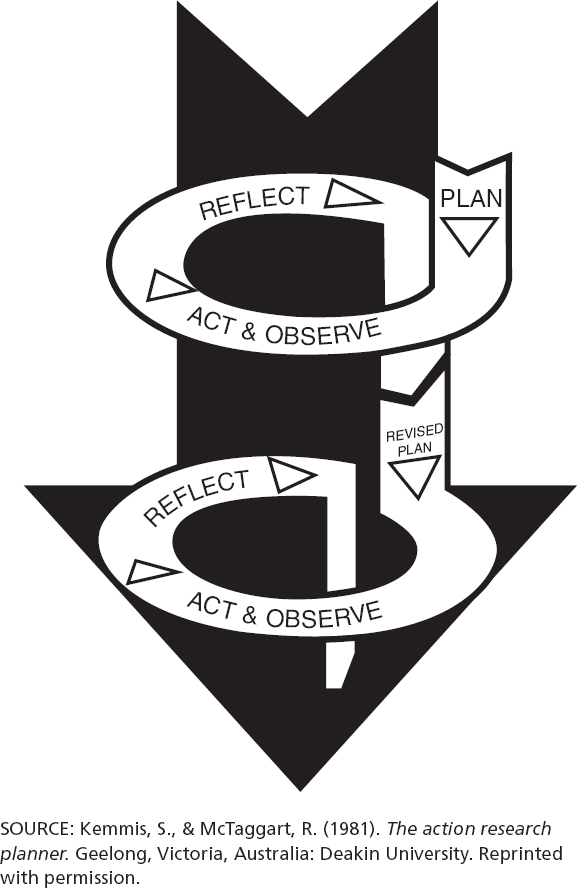 PLAN
REFLECT
ACT & OBSERVE
REVISED
PLAN
REFLECT
ACT & OBSERVE
SOURCE: Kemmis, S., & McTaggart, R. (1981). The action research
planner. Geelong, Victoria, Australia: Deakin University. Reprinted
with permission.